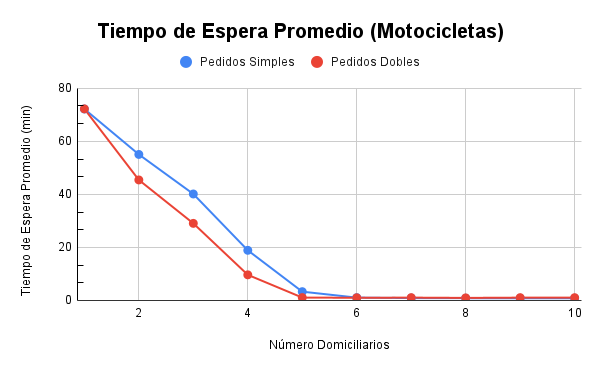 Tiempo de Espera Promedio (Motocicletas)
Pedidos Simples Pedidos Dobles
Tiempo de Espera Promedio (min)
80
60
40
20
0
2 4 6 8 10
Número Domiciliarios